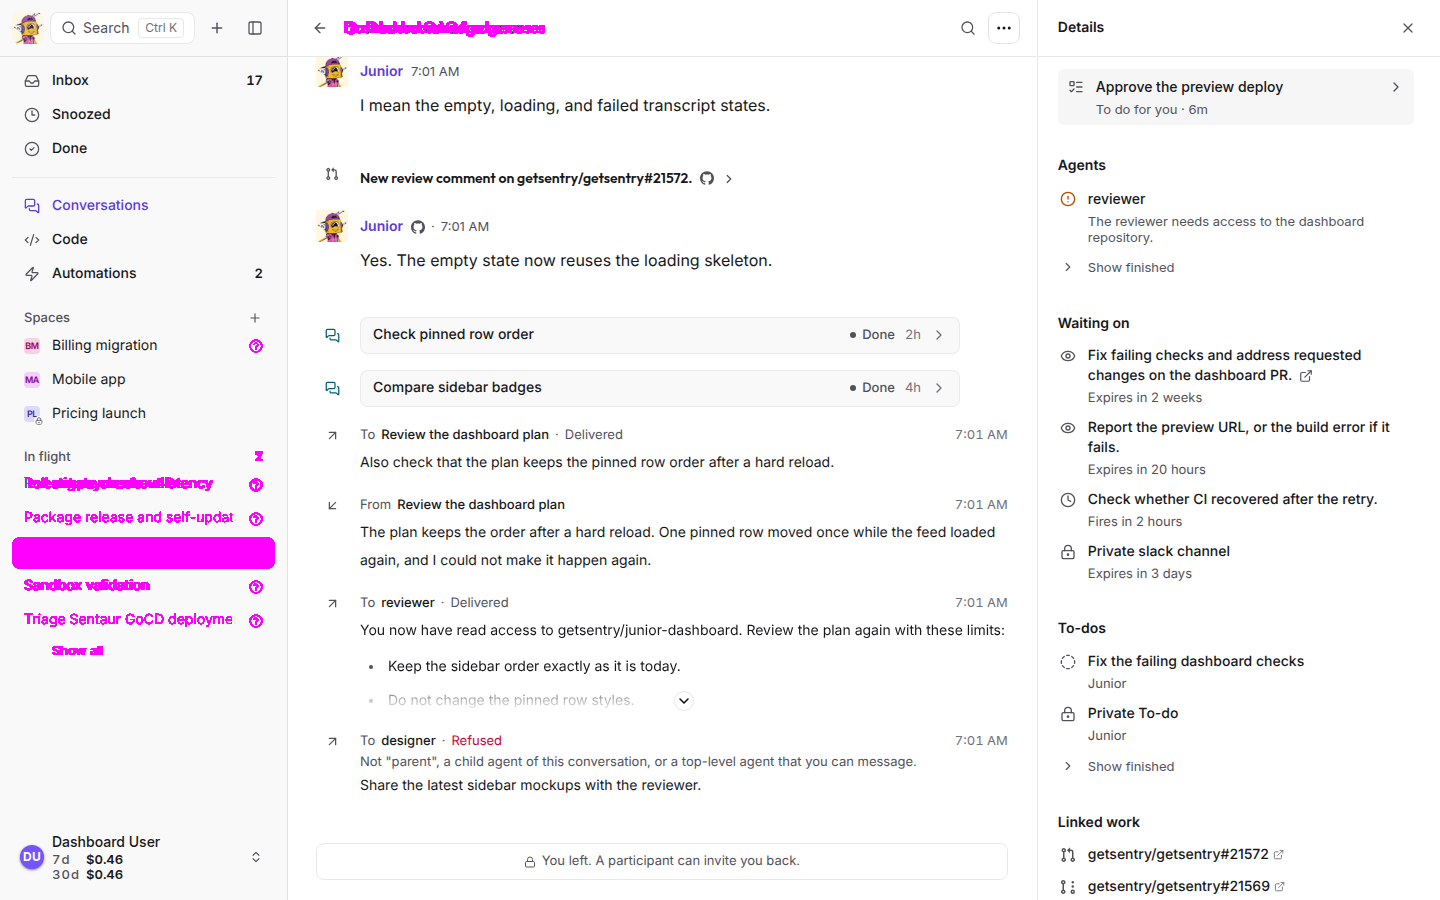 Search Ctrl K
Inbox 17
Snoozed
Done
Conversations
Code
Automations 2
Spaces
BM Billing migration
MA Mobile app
PL Pricing launch
In flight
Package release and self-updat
Sandbox validation
Triage Sentaur GoCD deployme
Show all
DU Dashboard User
7d $0.46
30d $0.46
Junior 7:01 AM
I mean the empty, loading, and failed transcript states.
New review comment on getsentry/getsentry#21572.
Junior · 7:01 AM
Yes. The empty state now reuses the loading skeleton.
Check pinned row order Done 2h
Compare sidebar badges Done 4h
To Review the dashboard plan · Delivered 7:01 AM
Also check that the plan keeps the pinned row order after a hard reload.
From Review the dashboard plan 7:01 AM
The plan keeps the order after a hard reload. One pinned row moved once while the feed loaded
again, and I could not make it happen again.
To reviewer · Delivered 7:01 AM
You now have read access to getsentry/junior-dashboard. Review the plan again with these limits:
• Keep the sidebar order exactly as it is today.
• Do not change the pinned row styles.
To designer · Refused 7:01 AM
Not "parent", a child agent of this conversation, or a top-level agent that you can message.
Share the latest sidebar mockups with the reviewer.
You left. A participant can invite you back.
Details
Approve the preview deploy
To do for you · 6m
Agents
reviewer
The reviewer needs access to the dashboard
repository.
Show finished
Waiting on
Fix failing checks and address requested
changes on the dashboard PR.
Expires in 2 weeks
Report the preview URL, or the build error if it
fails.
Expires in 20 hours
Check whether CI recovered after the retry.
Fires in 2 hours
Private slack channel
Expires in 3 days
To-dos
Fix the failing dashboard checks
Junior
Private To-do
Junior
Show finished
Linked work
getsentry/getsentry#21572
getsentry/getsentry#21569